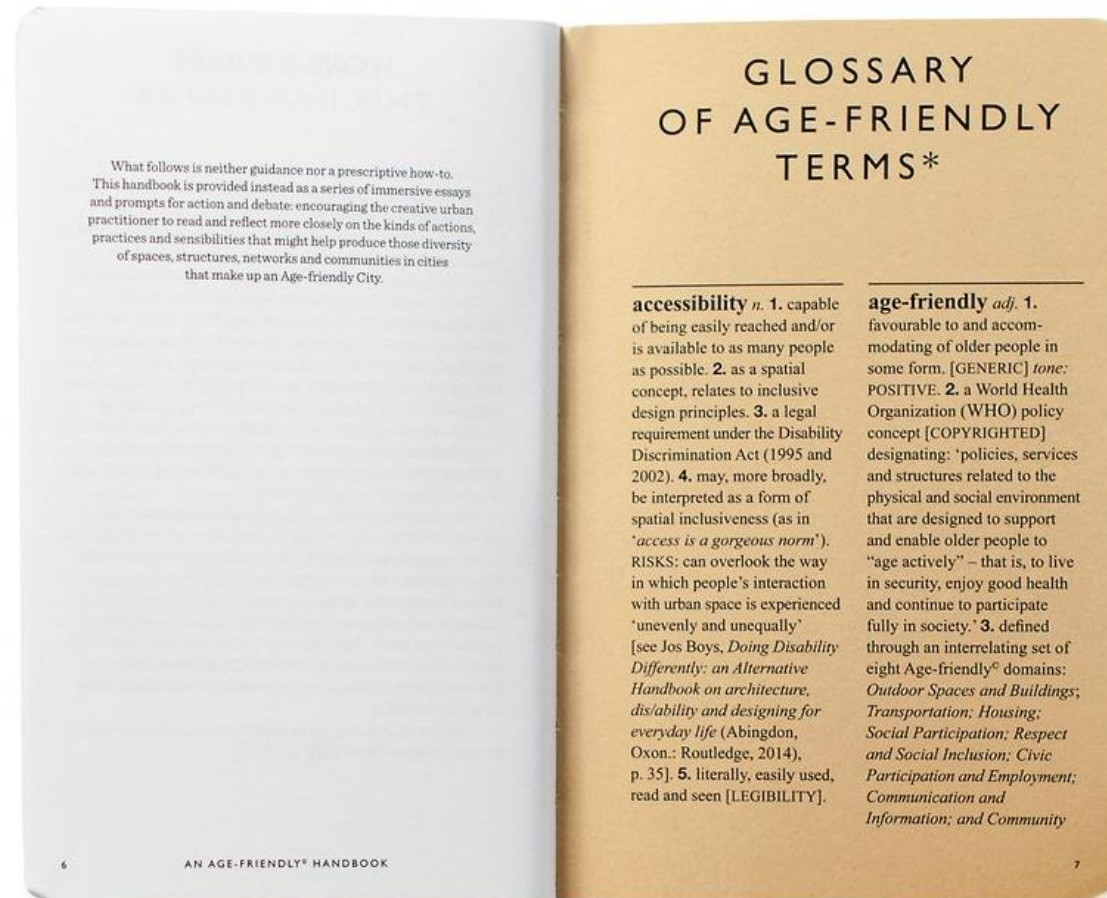 What follows is neither guidance nor a prescriptive how-to.
This handbook is provided instead as a series of immersive essays
and prompts for action and debate: encouraging the creative urban
practitioner to read and reflect more closely on the kinds of actions,
practices and sensibilities that might help produce those diversity
of spaces, structures, networks and communities in cities
that make up an Age-friendly City.
6
AN AGE-FRIENDLY© HANDBOOK
GLOSSARY
OF AGE-FRIENDLY
TERMS*
accessibility n. 1. capable
of being easily reached and/or
is available to as many people
as possible. 2. as a spatial
concept, relates to inclusive
design principles. 3. a legal
requirement under the Disability
Discrimination Act (1995 and
2002). 4. may, more broadly,
be interpreted as a form of
spatial inclusiveness (as in
‘access is a gorgeous norm’).
RISKS: can overlook the way
in which people’s interaction
with urban space is experienced
‘unevenly and unequally’
[see Jos Boys, Doing Disability
Differently: an Alternative
Handbook on architecture,
dis/ability and designing for
everyday life (Abingdon,
Oxon.: Routledge, 2014),
p. 35]. 5. literally, easily used,
read and seen [LEGIBILITY].
age-friendly adj. 1.
favourable to and accom-
modating of older people in
some form. [GENERIC] tone:
POSITIVE. 2. a World Health
Organization (WHO) policy
concept [COPYRIGHTED]
designating: ‘policies, services
and structures related to the
physical and social environment
that are designed to support
and enable older people to
“age actively” – that is, to live
in security, enjoy good health
and continue to participate
fully in society.’ 3. defined
through an interrelating set of
eight Age-friendly© domains:
Outdoor Spaces and Buildings;
Transportation; Housing;
Social Participation; Respect
and Social Inclusion; Civic
Participation and Employment;
Communication and
Information; and Community
7